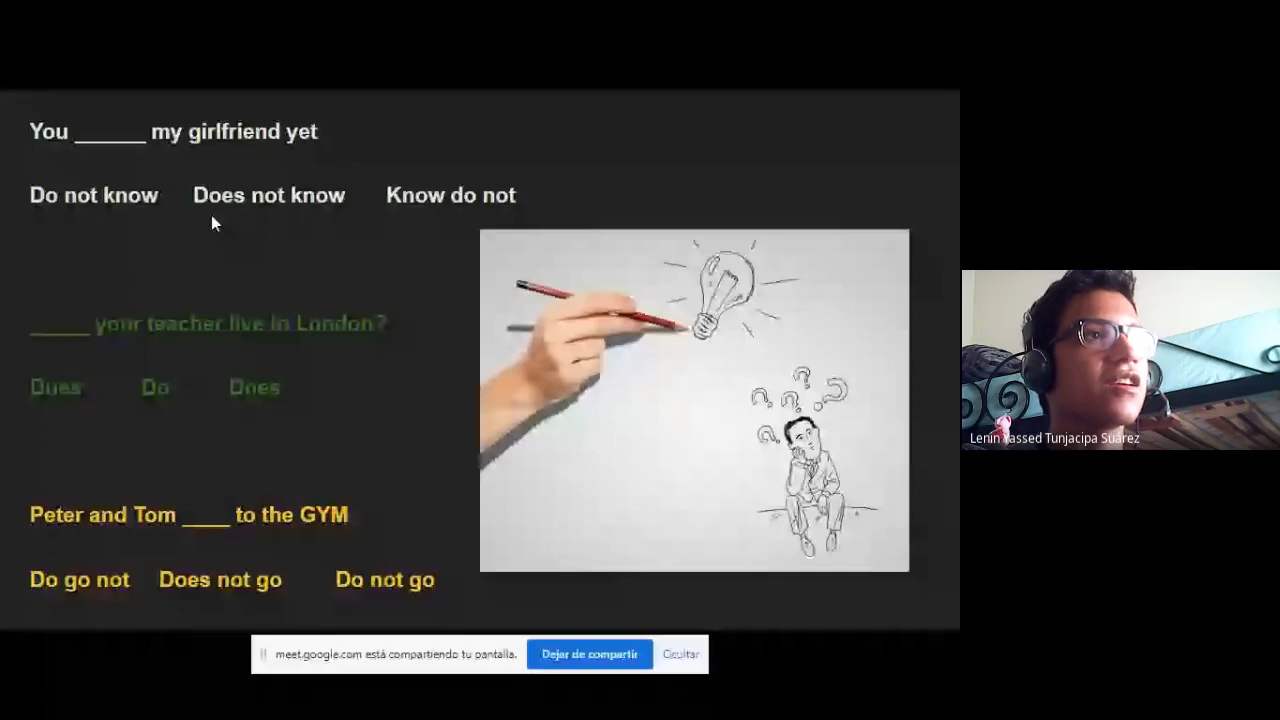 You ______ my girlfriend yet
Do not know Does not know Know do not
_____ your teacher live in London?
Dues Do Does
Peter and Tom ____ to the GYM
Do go not Does not go Do not go
Lenin Yassed Tunjacipa Suárez
meet.google.com está compartiendo tu pantalla. Dejar de compartir Ocultar